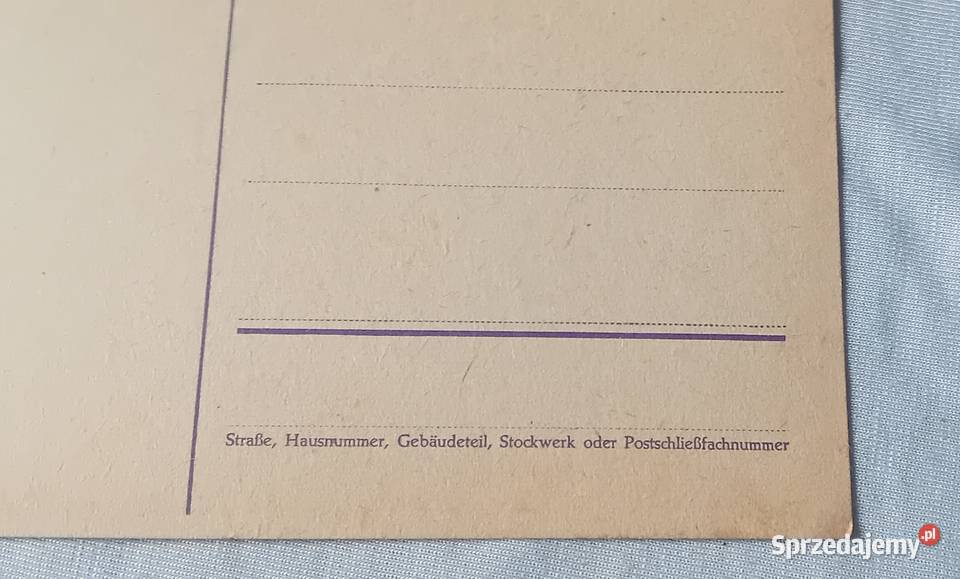 Straße, Hausnummer, Gebäudeteil, Stockwerk oder Postschließfachnummer
Sprzedajemy.pl